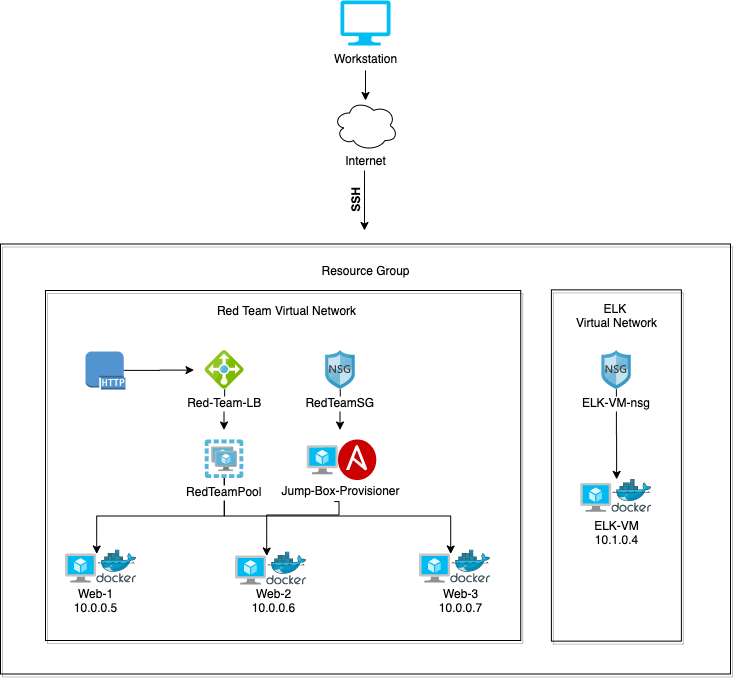 Workstation
Internet
SSH
Resource Group
Red Team Virtual Network
ELK
Virtual Network
HTTP
NSG
NSG
Red-Team-LB
RedTeamSG
ELK-VM-nsg
RedTeamPool
Jump-Box-Provisioner
docker
ELK-VM
10.1.0.4
docker
docker
docker
Web-1
Web-2
Web-3
10.0.0.5
10.0.0.6
10.0.0.7